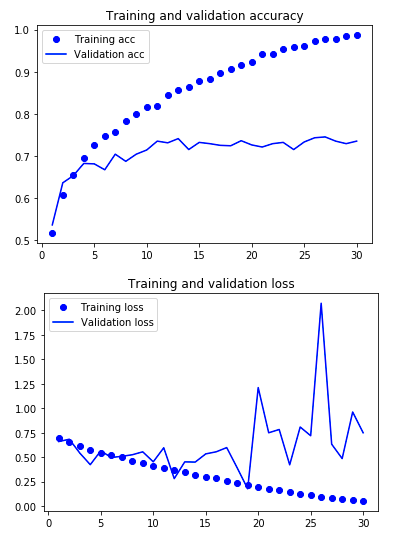 Training and validation accuracy
1.0
Training acc
Validation acc
0.9
0.8
0.7
0.6
0.5
0 5 10 15 20 25 30
Training and validation loss
2.00
Training loss
Validation loss
1.75
1.50
1.25
1.00
0.75
0.50
0.25
0.00
0 5 10 15 20 25 30